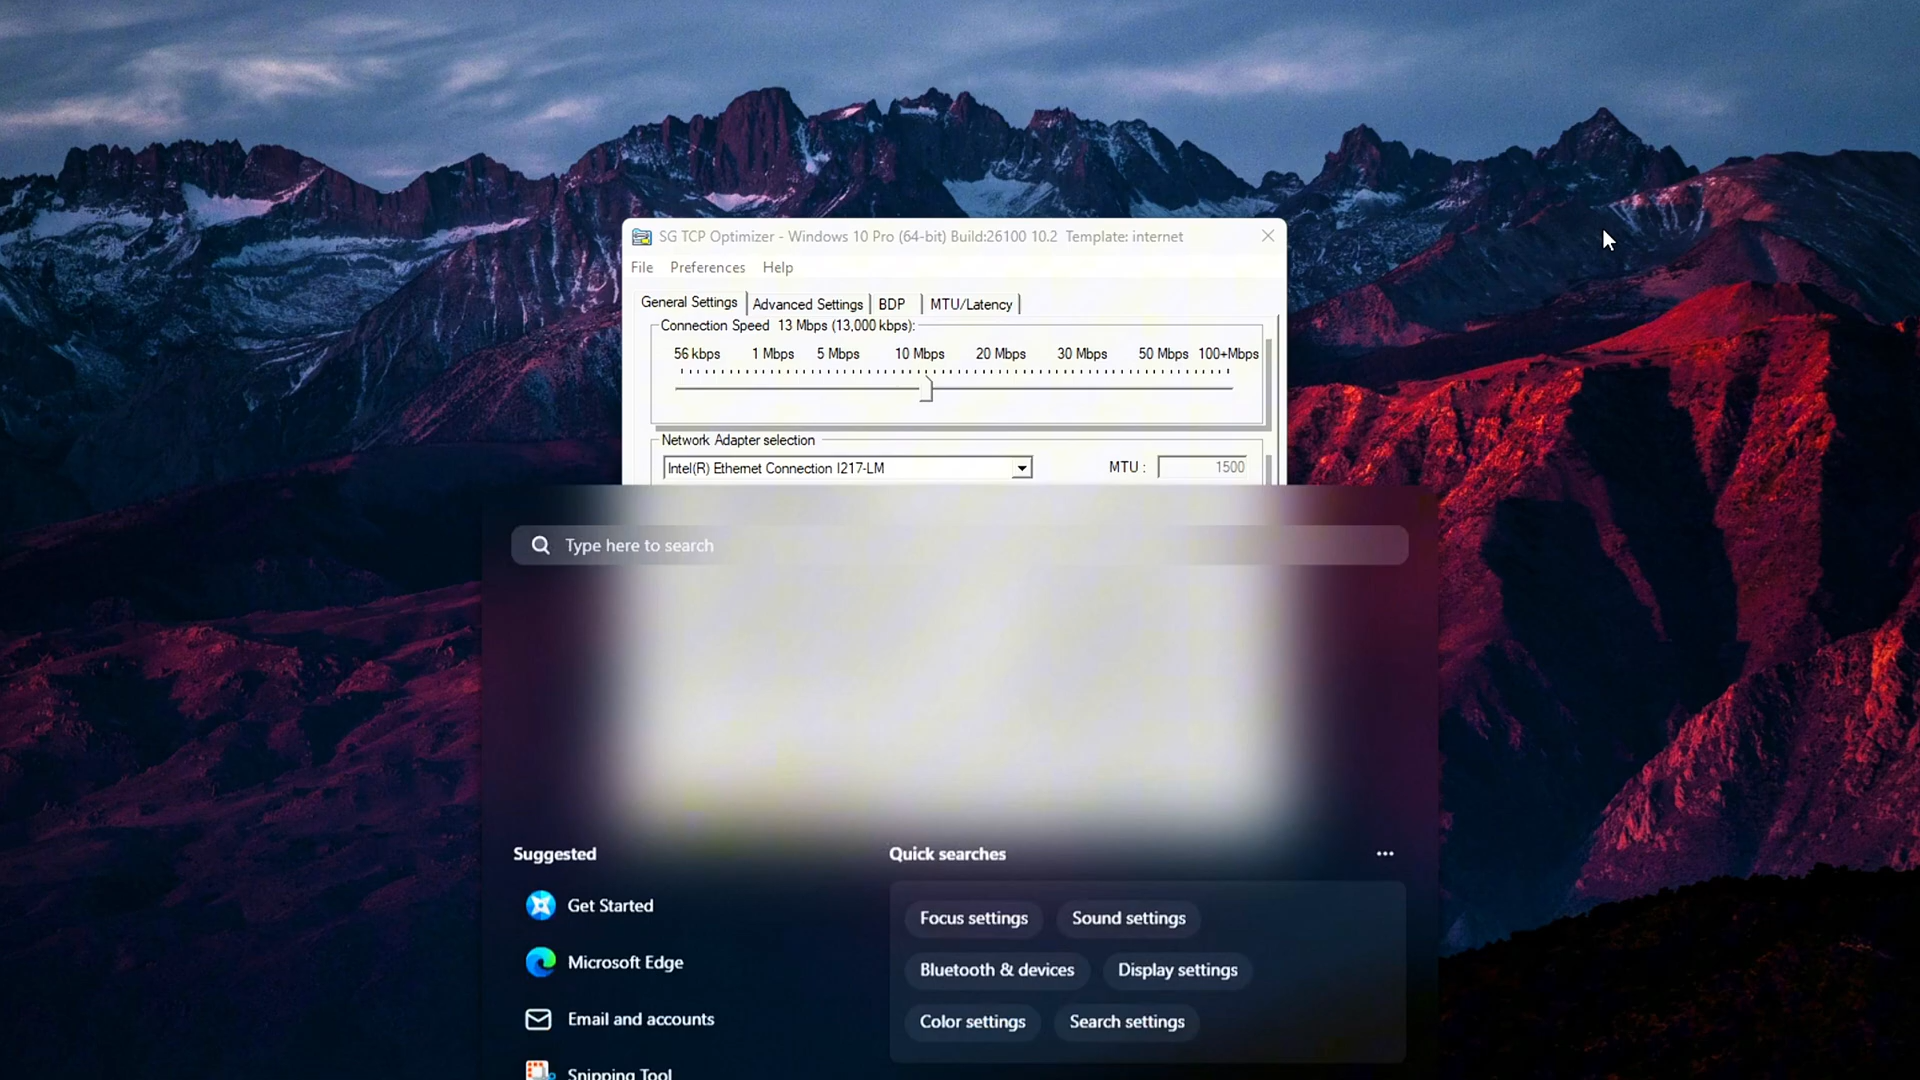 SG TCP Optimizer - Windows 10 Pro (64-bit) Build:26100 10.2 Template: internet
File Preferences Help
General Settings Advanced Settings BDP MTU/Latency
Connection Speed 13 Mbps (13,000 kbps):
56 kbps 1 Mbps 5 Mbps 10 Mbps 20 Mbps 30 Mbps 50 Mbps 100+Mbps
Network Adapter selection
Intel(R) Ethernet Connection I217-LM MTU : 1500
Type here to search
Suggested
Quick searches
Get Started
Focus settings Sound settings
Microsoft Edge
Bluetooth & devices Display settings
Email and accounts
Color settings Search settings
Snipping Tool